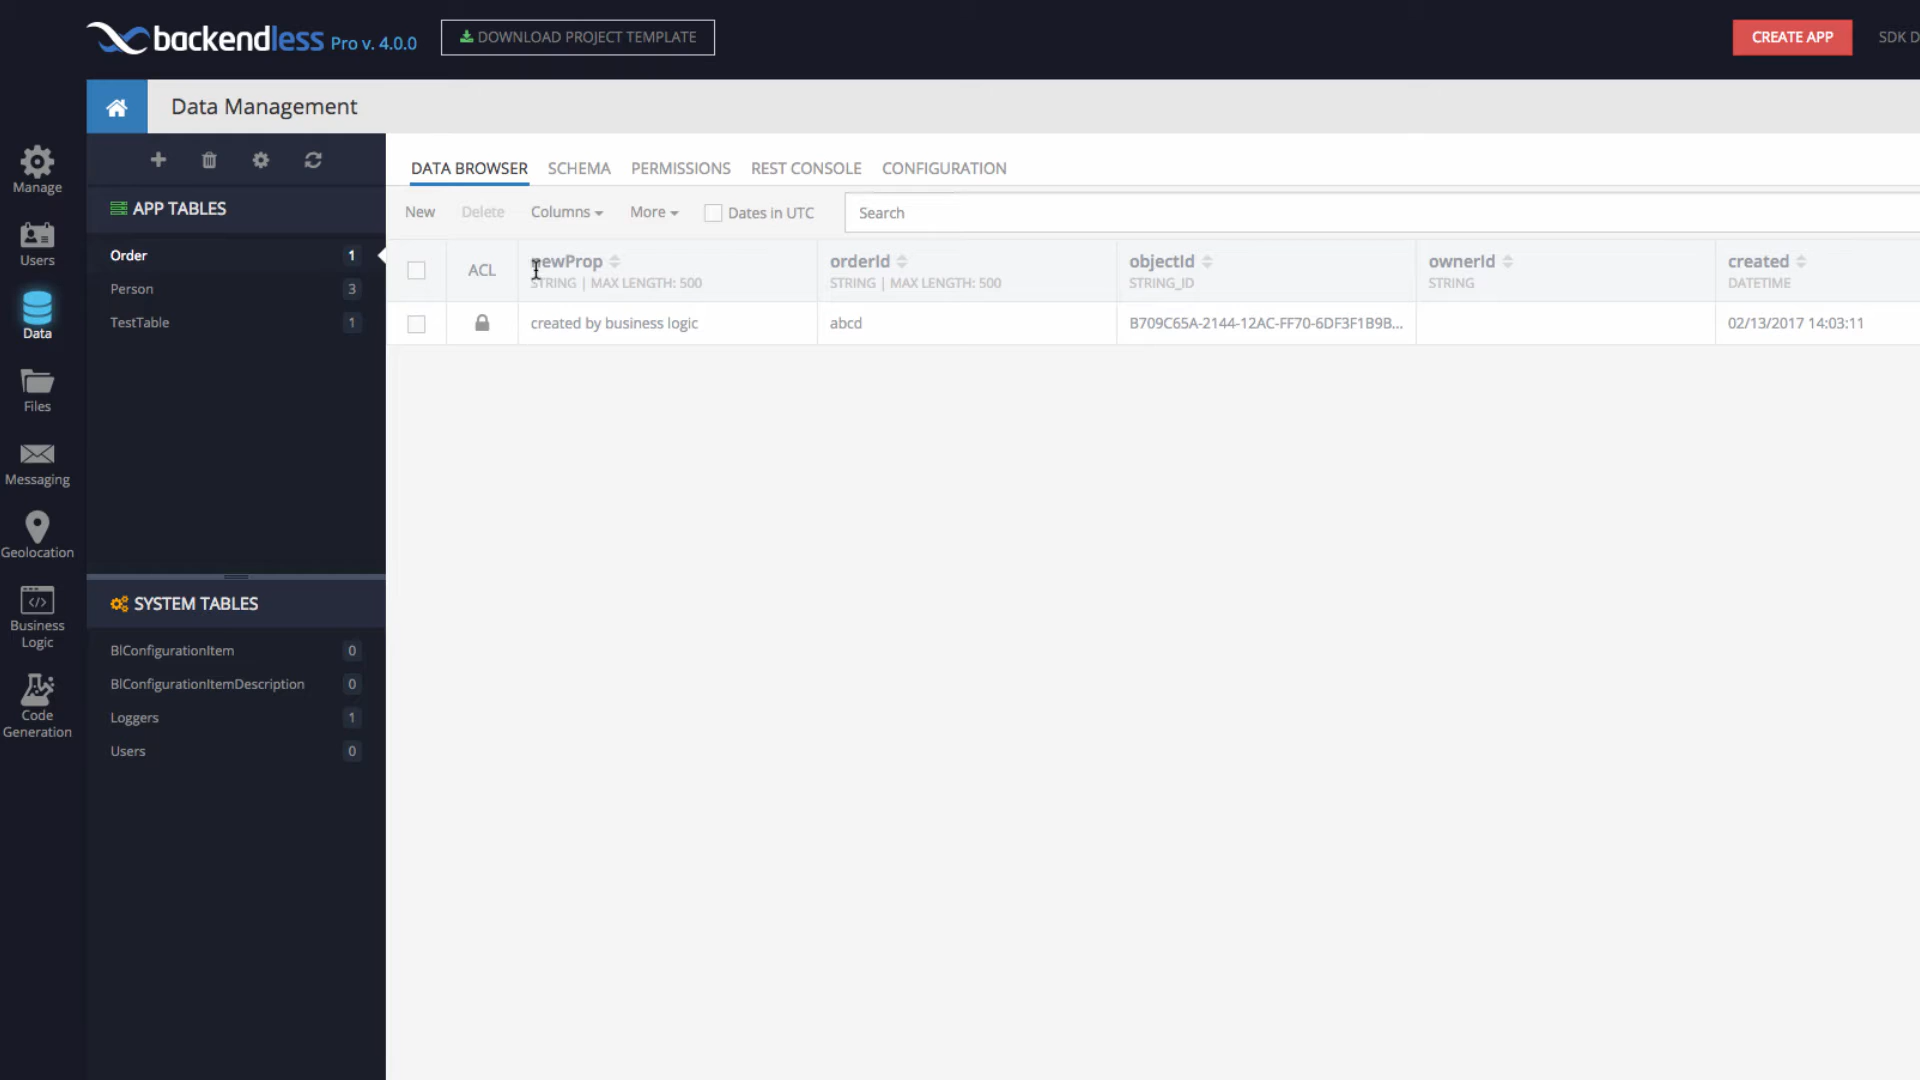 backendless Pro v. 4.0.0 DOWNLOAD PROJECT TEMPLATE CREATE APP SDK D
Data Management
Manage
Users
Data
Files
Messaging
Geolocation
Business
Logic
Code
Generation
APP TABLES
Order 1
Person 3
TestTable 1
SYSTEM TABLES
BlConfigurationItem 0
BlConfigurationItemDescription 0
Loggers 1
Users 0
DATA BROWSER SCHEMA PERMISSIONS REST CONSOLE CONFIGURATION
New Delete Columns More Dates in UTC Search
ACL newProp orderId objectId ownerId created
STRING | MAX LENGTH: 500 STRING | MAX LENGTH: 500 STRING_ID STRING DATETIME
created by business logic abcd B709C65A-2144-12AC-FF70-6DF3F1B9B... 02/13/2017 14:03:11